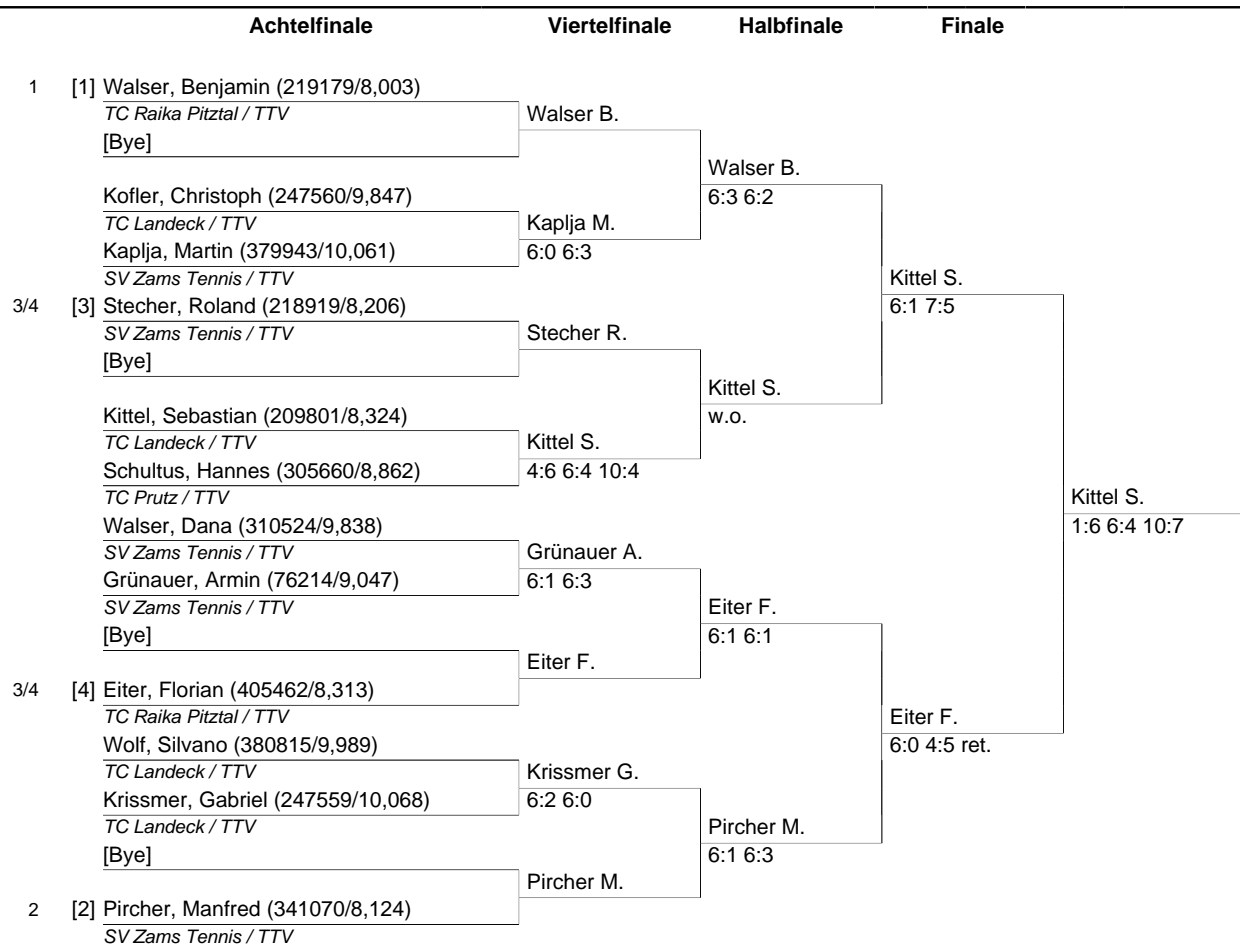 Achtelfinale Viertelfinale Halbfinale Finale
1 [1] Walser, Benjamin (219179/8,003)
TC Raika Pitztal / TTV Walser B.
[Bye]
Walser B.
Kofler, Christoph (247560/9,847) 6:3 6:2
TC Landeck / TTV Kaplja M.
Kaplja, Martin (379943/10,061) 6:0 6:3
SV Zams Tennis / TTV Kittel S.
3/4 [3] Stecher, Roland (218919/8,206) 6:1 7:5
SV Zams Tennis / TTV Stecher R.
[Bye]
Kittel S.
Kittel, Sebastian (209801/8,324) w.o.
TC Landeck / TTV Kittel S.
Schultus, Hannes (305660/8,862) 4:6 6:4 10:4
TC Prutz / TTV Kittel S.
Walser, Dana (310524/9,838) 1:6 6:4 10:7
SV Zams Tennis / TTV Grünauer A.
Grünauer, Armin (76214/9,047) 6:1 6:3
SV Zams Tennis / TTV Eiter F.
[Bye] 6:1 6:1
Eiter F.
3/4 [4] Eiter, Florian (405462/8,313)
TC Raika Pitztal / TTV Eiter F.
Wolf, Silvano (380815/9,989) 6:0 4:5 ret.
TC Landeck / TTV Krissmer G.
Krissmer, Gabriel (247559/10,068) 6:2 6:0
TC Landeck / TTV Pircher M.
[Bye] 6:1 6:3
Pircher M.
2 [2] Pircher, Manfred (341070/8,124)
SV Zams Tennis / TTV